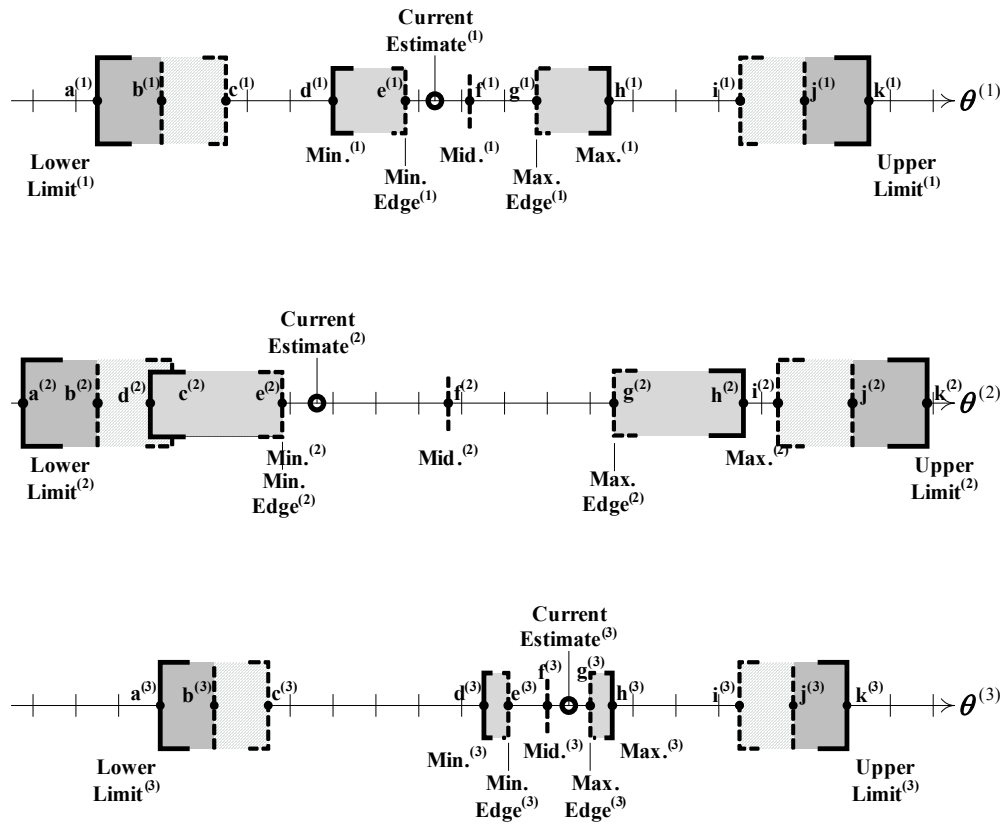 Current
Estimate(1)
a(1) b(1) c(1) d(1) e(1) f(1) g(1) h(1) i(1) j(1) k(1) θ(1)
Lower
Limit(1)
Min.(1) Mid.(1) Max.(1)
Min.
Edge(1)
Max.
Edge(1)
Upper
Limit(1)
Current
Estimate(2)
a(2) b(2) d(2) c(2) e(2) f(2) g(2) h(2) i(2) j(2) k(2) θ(2)
Lower
Limit(2)
Min.(2) Mid.(2) Max.(2)
Min.
Edge(2)
Max.
Edge(2)
Upper
Limit(2)
Current
Estimate(3)
a(3) b(3) c(3) d(3) e(3) f(3) g(3) h(3) i(3) j(3) k(3) θ(3)
Lower
Limit(3)
Min.(3) Mid.(3) Max.(3)
Min.
Edge(3)
Max.
Edge(3)
Upper
Limit(3)